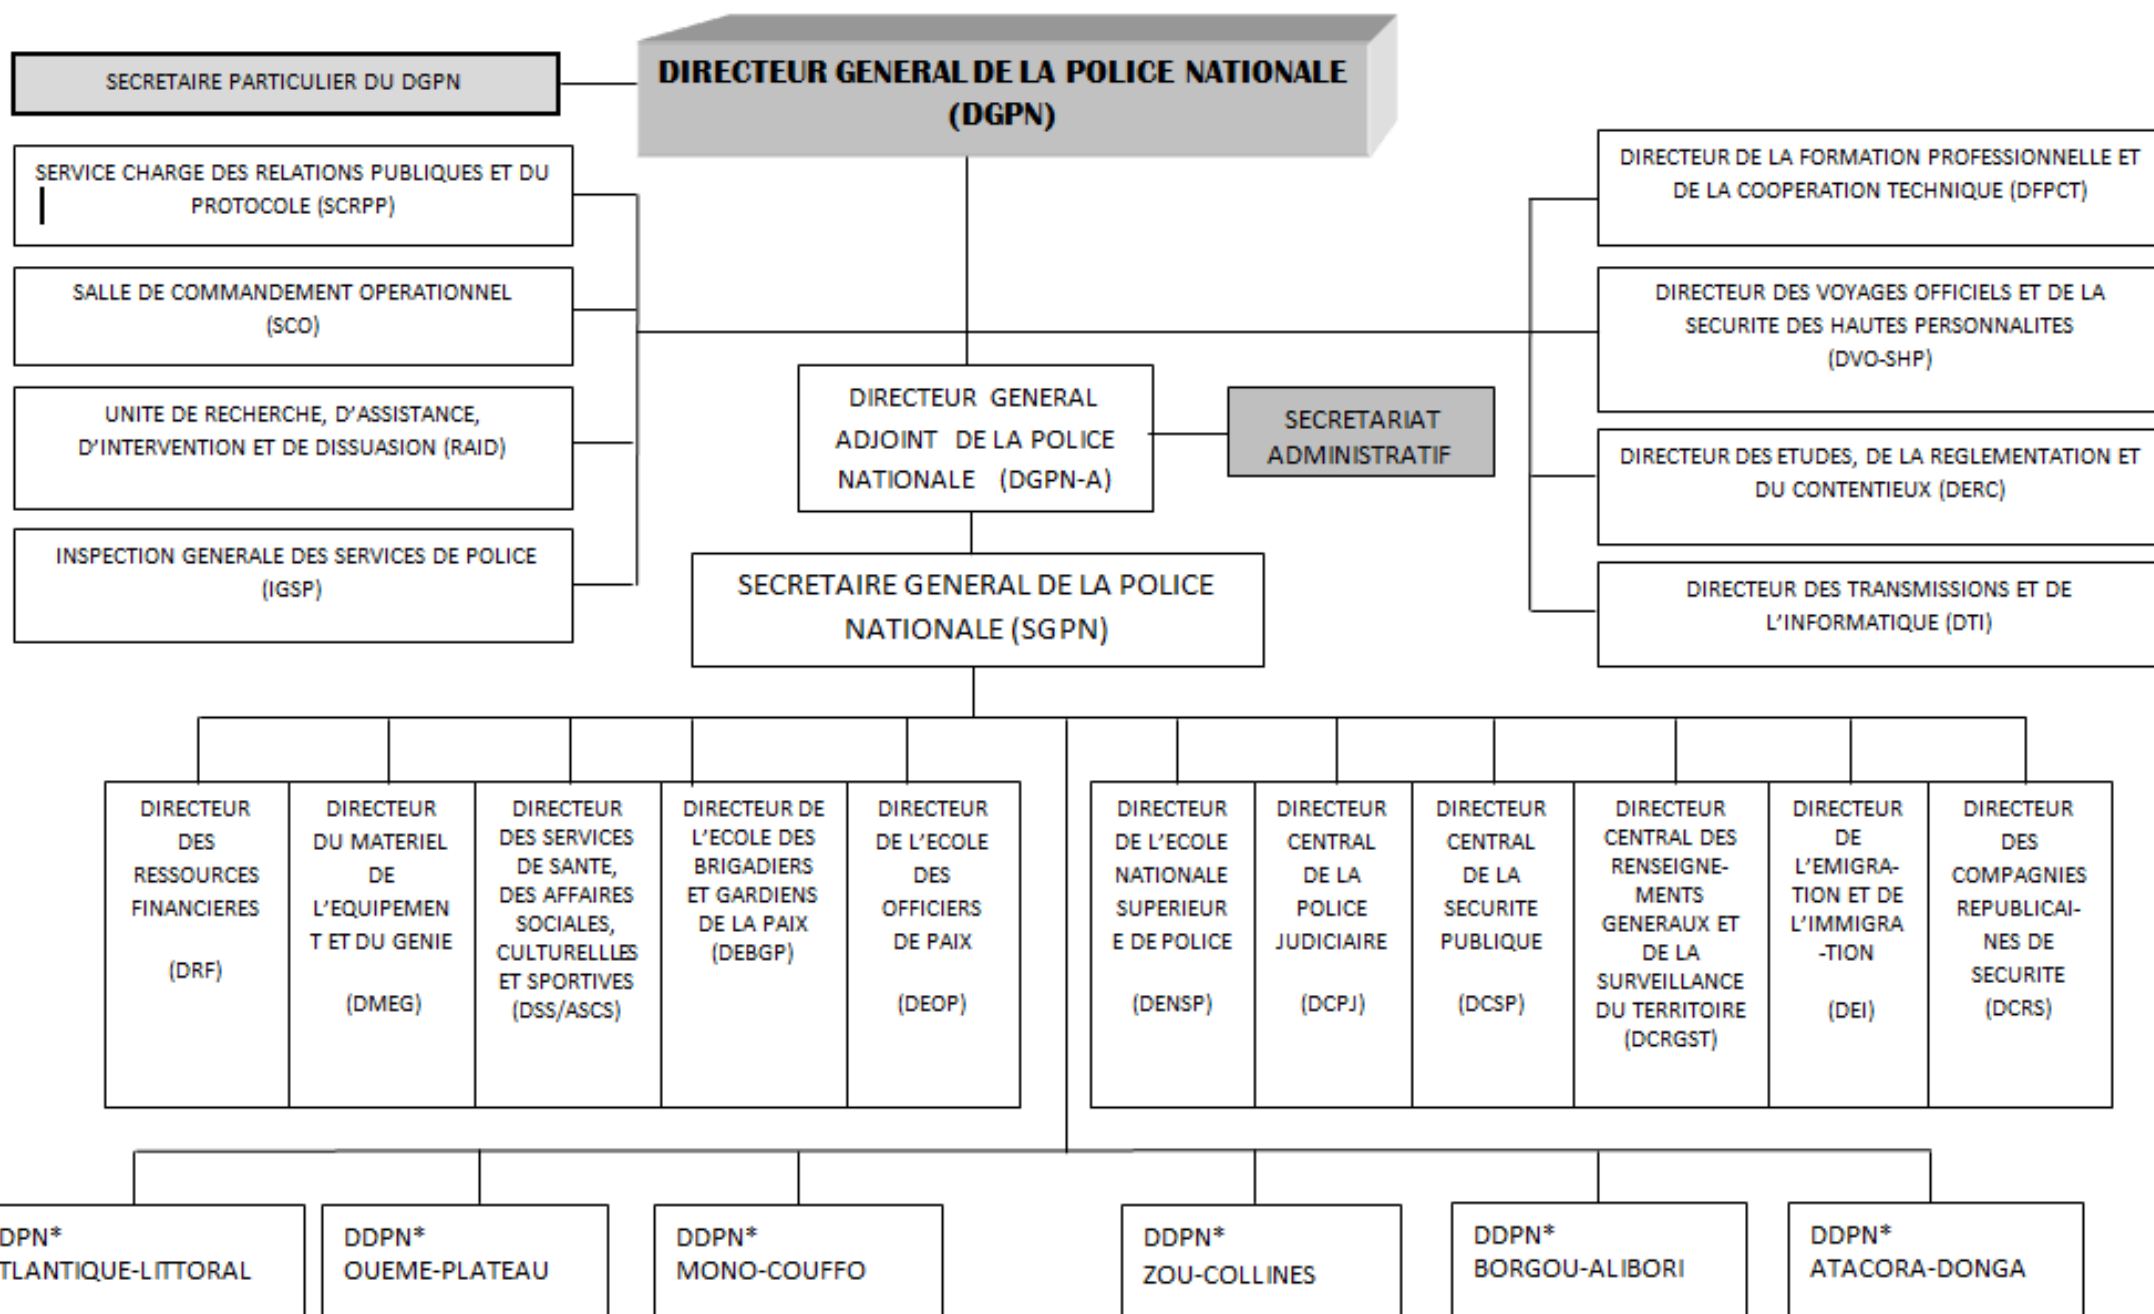 SECRETAIRE PARTICULIER DU DGPN
DIRECTEUR GENERAL DE LA POLICE NATIONALE
(DGPN)
SERVICE CHARGE DES RELATIONS PUBLIQUES ET DU
PROTOCOLE (SCRPP)
SALLE DE COMMANDEMENT OPERATIONNEL
(SCO)
UNITE DE RECHERCHE, D'ASSISTANCE,
D'INTERVENTION ET DE DISSUASION (RAID)
INSPECTION GENERALE DES SERVICES DE POLICE
(IGSP)
DIRECTEUR DE LA FORMATION PROFESSIONNELLE ET
DE LA COOPERATION TECHNIQUE (DFPCT)
DIRECTEUR DES VOYAGES OFFICIELS ET DE LA
SECURITE DES HAUTES PERSONNALITES
(DVO-SHP)
DIRECTEUR DES ETUDES, DE LA REGLEMENTATION ET
DU CONTENTIEUX (DERC)
DIRECTEUR DES TRANSMISSIONS ET DE
L'INFORMATIQUE (DTI)
DIRECTEUR GENERAL
ADJOINT DE LA POLICE
NATIONALE (DGPN-A)
SECRETARIAT
ADMINISTRATIF
SECRETAIRE GENERAL DE LA POLICE
NATIONALE (SGPN)
DIRECTEUR
DES
RESSOURCES
FINANCIERES
(DRF)
DIRECTEUR
DU MATERIEL
DE
L'EQUIPEMEN
T ET DU GENIE
(DMEG)
DIRECTEUR
DES SERVICES
DE SANTE,
DES AFFAIRES
SOCIALES,
CULTURELLLES
ET SPORTIVES
(DSS/ASCS)
DIRECTEUR DE
L'ECOLE DES
BRIGADIERS
ET GARDIENS
DE LA PAIX
(DEBGP)
DIRECTEUR
DE L'ECOLE
DES
OFFICIERS
DE PAIX
(DEOP)
DIRECTEUR
DE L'ECOLE
NATIONALE
SUPERIEUR
E DE POLICE
(DENSP)
DIRECTEUR
CENTRAL
DE LA
POLICE
JUDICIAIRE
(DCPJ)
DIRECTEUR
CENTRAL
DE LA
SECURITE
PUBLIQUE
(DCSP)
DIRECTEUR
CENTRAL DES
RENSEIGNE-
MENTS
GENERAUX ET
DE LA
SURVEILLANCE
DU TERRITOIRE
(DCRGST)
DIRECTEUR
DE
L'EMIGRA-
TION ET DE
L'IMMIGRA
-TION
(DEI)
DIRECTEUR
DES
COMPAGNIES
REPUBLICAI-
NES DE
SECURITE
(DCRS)
DPN*
TLANTIQUE-LITTORAL
DDPN*
OUEME-PLATEAU
DDPN*
MONO-COUFFO
DDPN*
ZOU-COLLINES
DDPN*
BORGOU-ALIBORI
DDPN*
ATACORA-DONGA